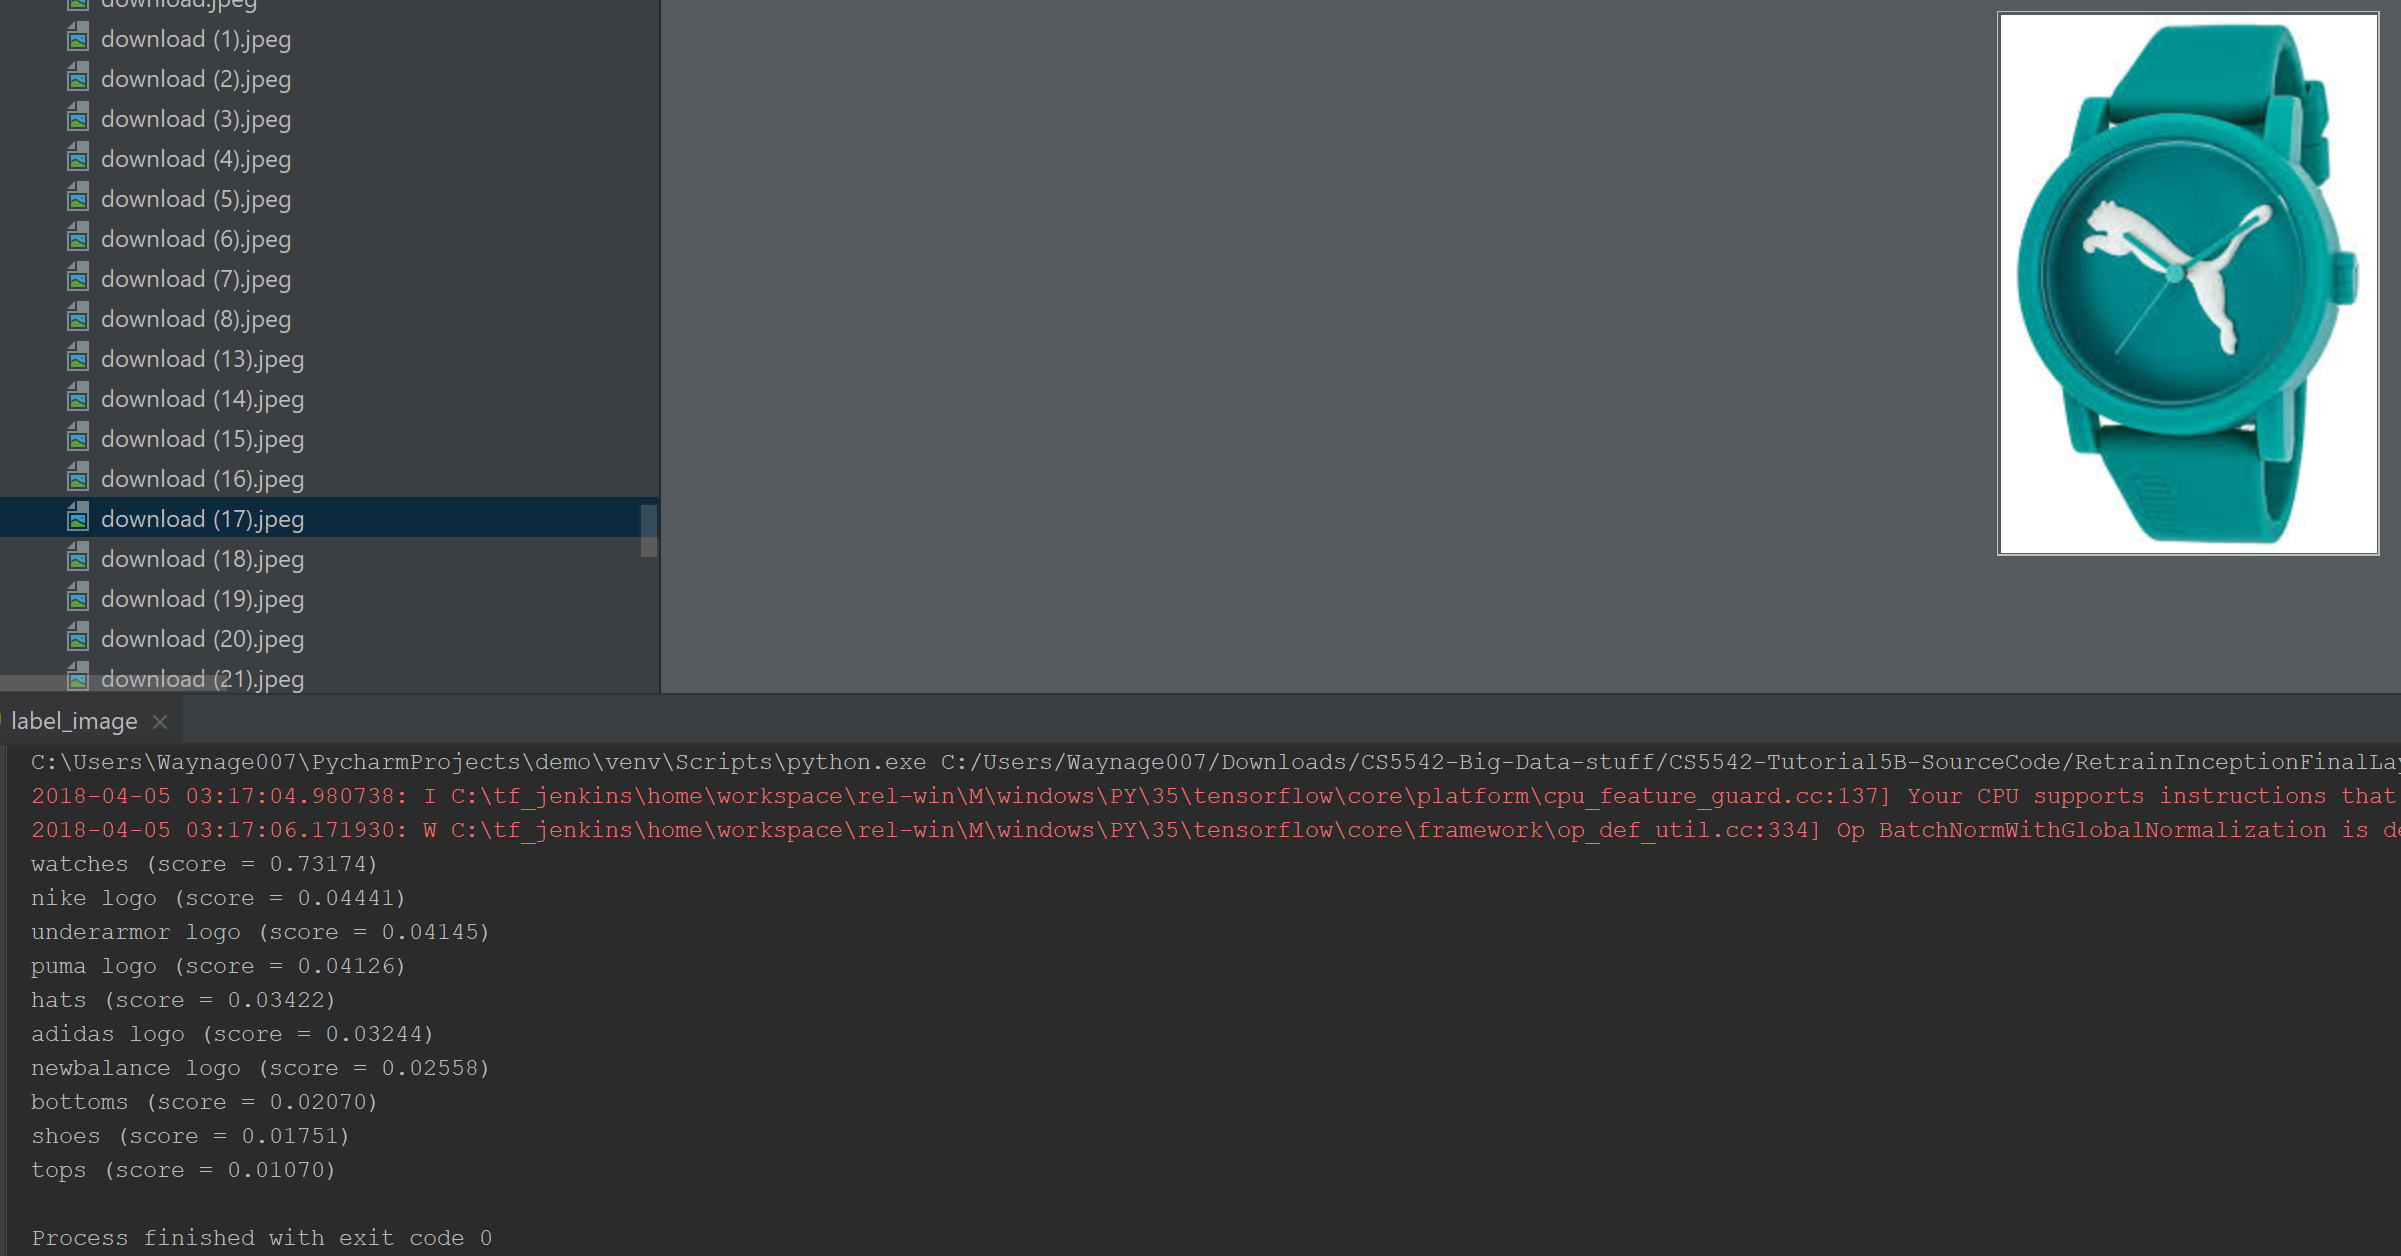 download.jpeg
download (1).jpeg
download (2).jpeg
download (3).jpeg
download (4).jpeg
download (5).jpeg
download (6).jpeg
download (7).jpeg
download (8).jpeg
download (13).jpeg
download (14).jpeg
download (15).jpeg
download (16).jpeg
download (17).jpeg
download (18).jpeg
download (19).jpeg
download (20).jpeg
download (21).jpeg
label_image
C:\Users\Waynage007\PycharmProjects\demo\venv\Scripts\python.exe C:/Users/Waynage007/Downloads/CS5542-Big-Data-stuff/CS5542-Tutorial5B-SourceCode/RetrainInceptionFinalLay
2018-04-05 03:17:04.980738: I C:\tf_jenkins\home\workspace\rel-win\M\windows\PY\35\tensorflow\core\platform\cpu_feature_guard.cc:137] Your CPU supports instructions that
2018-04-05 03:17:06.171930: W C:\tf_jenkins\home\workspace\rel-win\M\windows\PY\35\tensorflow\core\framework\op_def_util.cc:334] Op BatchNormWithGlobalNormalization is de
watches (score = 0.73174)
nike logo (score = 0.04441)
underarmor logo (score = 0.04145)
puma logo (score = 0.04126)
hats (score = 0.03422)
adidas logo (score = 0.03244)
newbalance logo (score = 0.02558)
bottoms (score = 0.02070)
shoes (score = 0.01751)
tops (score = 0.01070)
Process finished with exit code 0